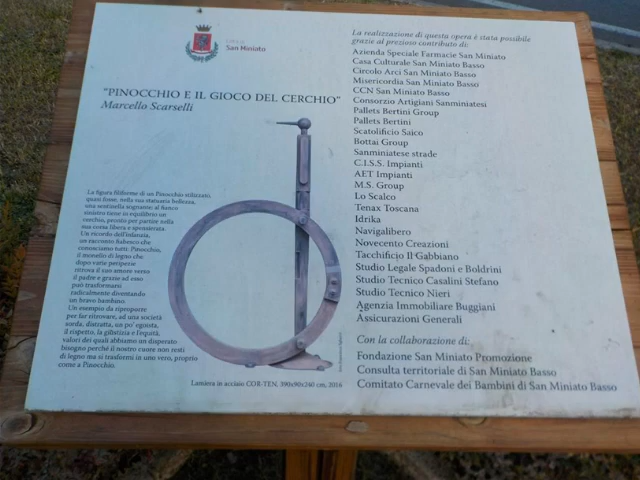 CITTÀ DI
San Miniato
"PINOCCHIO E IL GIOCO DEL CERCHIO"
Marcello Scarselli
La figura filiforme di un Pinocchio stilizzato,
quasi funge, nella sua statuaria bellezza,
una sentinella sognante: al fianco
sinistro tiene in equilibrio un
cerchio, pronto per partire nella
sua corsa libera e spensierata.
Un ricordo dell'infanzia,
un racconto fiabesco che
conosciamo tutti: Pinocchio,
il monello di legno che
dopo varie peripezie
ritrova il suo amore verso
il padre e grazie ad esso
può trasformarsi
radicalmente diventando
un bravo bambino.
Un esempio da riproporre
per far ritrovare, ad una società
sorda, distratta, un po' egoista,
il rispetto, la giustizia e l'equità,
valori dei quali abbiamo un disperato
bisogno perché il nostro cuore non resti
di legno ma si trasformi in uno vero, proprio
come a Pinocchio.
Lamiera in acciaio COR-TEN, 390x90x240 cm, 2016
La realizzazione di questa opera è stata possibile
grazie al prezioso contributo di:
Azienda Speciale Farmacie San Miniato
Casa Culturale San Miniato Basso
Circolo Arci San Miniato Basso
Misericordia San Miniato Basso
CCN San Miniato Basso
Consorzio Artigiani Sanminiatesi
Pallets Bertini Group
Pallets Bertini
Scatolificio Saico
Bottai Group
Sanminiatese strade
C.I.S.S. Impianti
AET Impianti
M.S. Group
Lo Scalco
Tenax Toscana
Idrika
Navigalibero
Novecento Creazioni
Tacchificio Il Gabbiano
Studio Legale Spadoni e Boldrini
Studio Tecnico Casalini Stefano
Studio Tecnico Nieri
Agenzia Immobiliare Buggiani
Assicurazioni Generali
Con la collaborazione di:
Fondazione San Miniato Promozione
Consulta territoriale di San Miniato Basso
Comitato Carnevale dei Bambini di San Miniato Basso